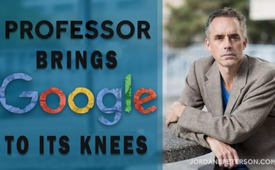 PROFESSOR
BRINGS
Google
TO ITS KNEES
JORDANBPETERSON.COM